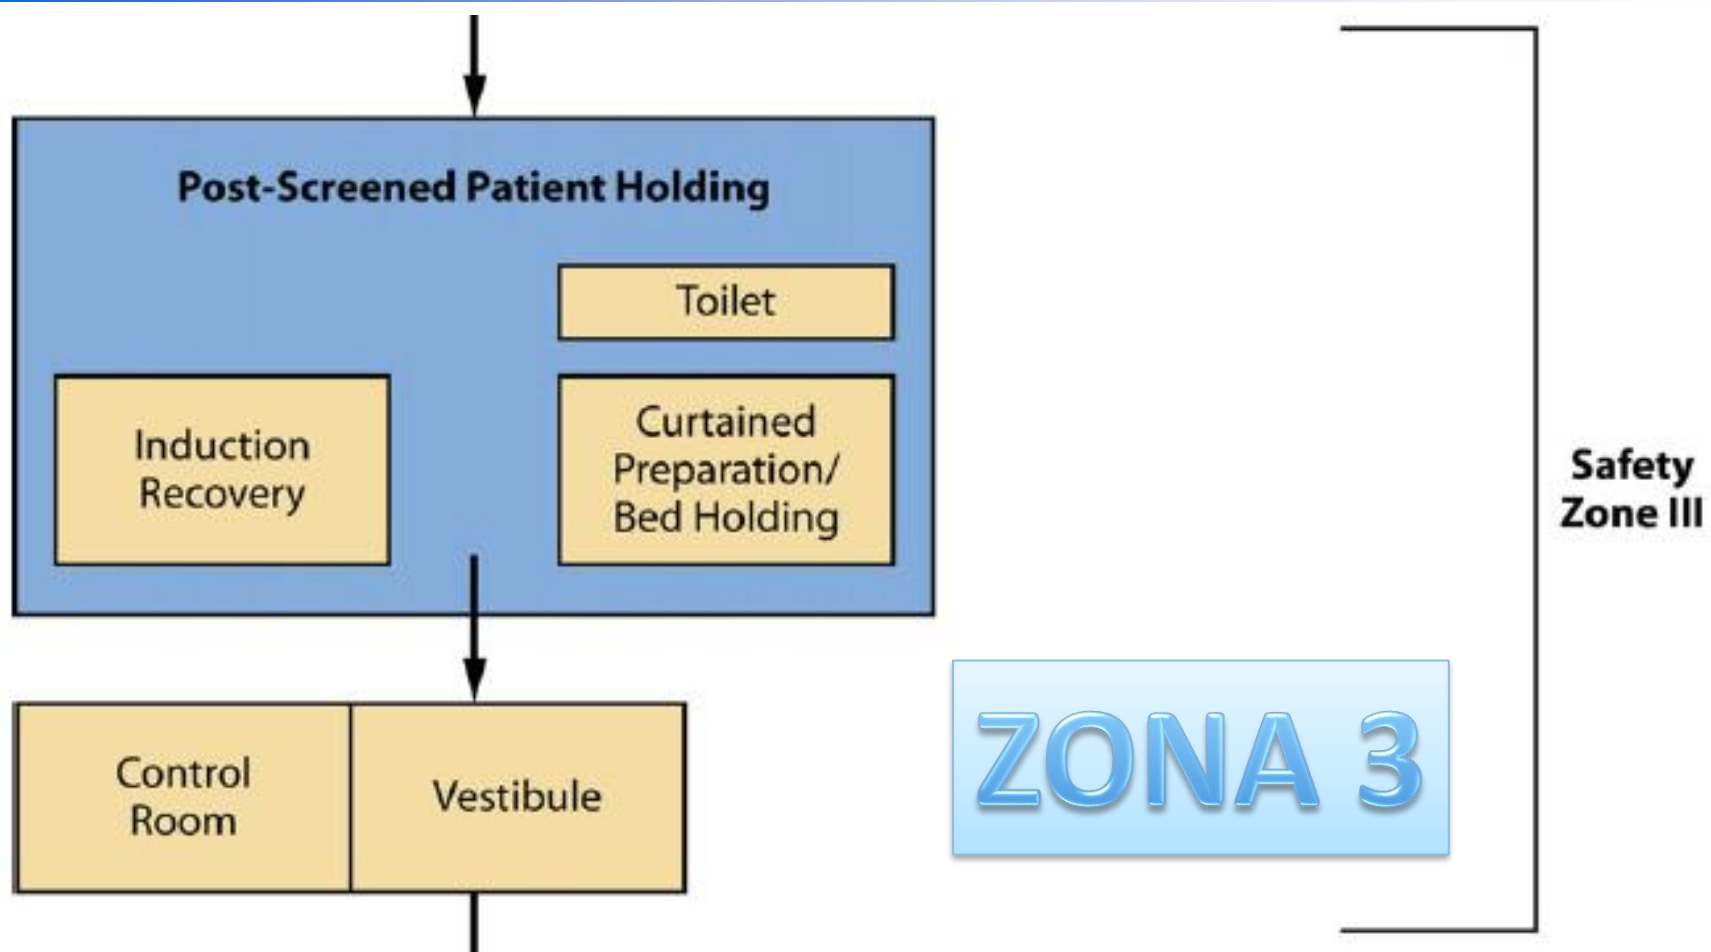 Post-Screened Patient Holding
Toilet
Induction
Recovery
Curtained
Preparation/
Bed Holding
Safety
Zone III
Control
Room
Vestibule
ZONA 3